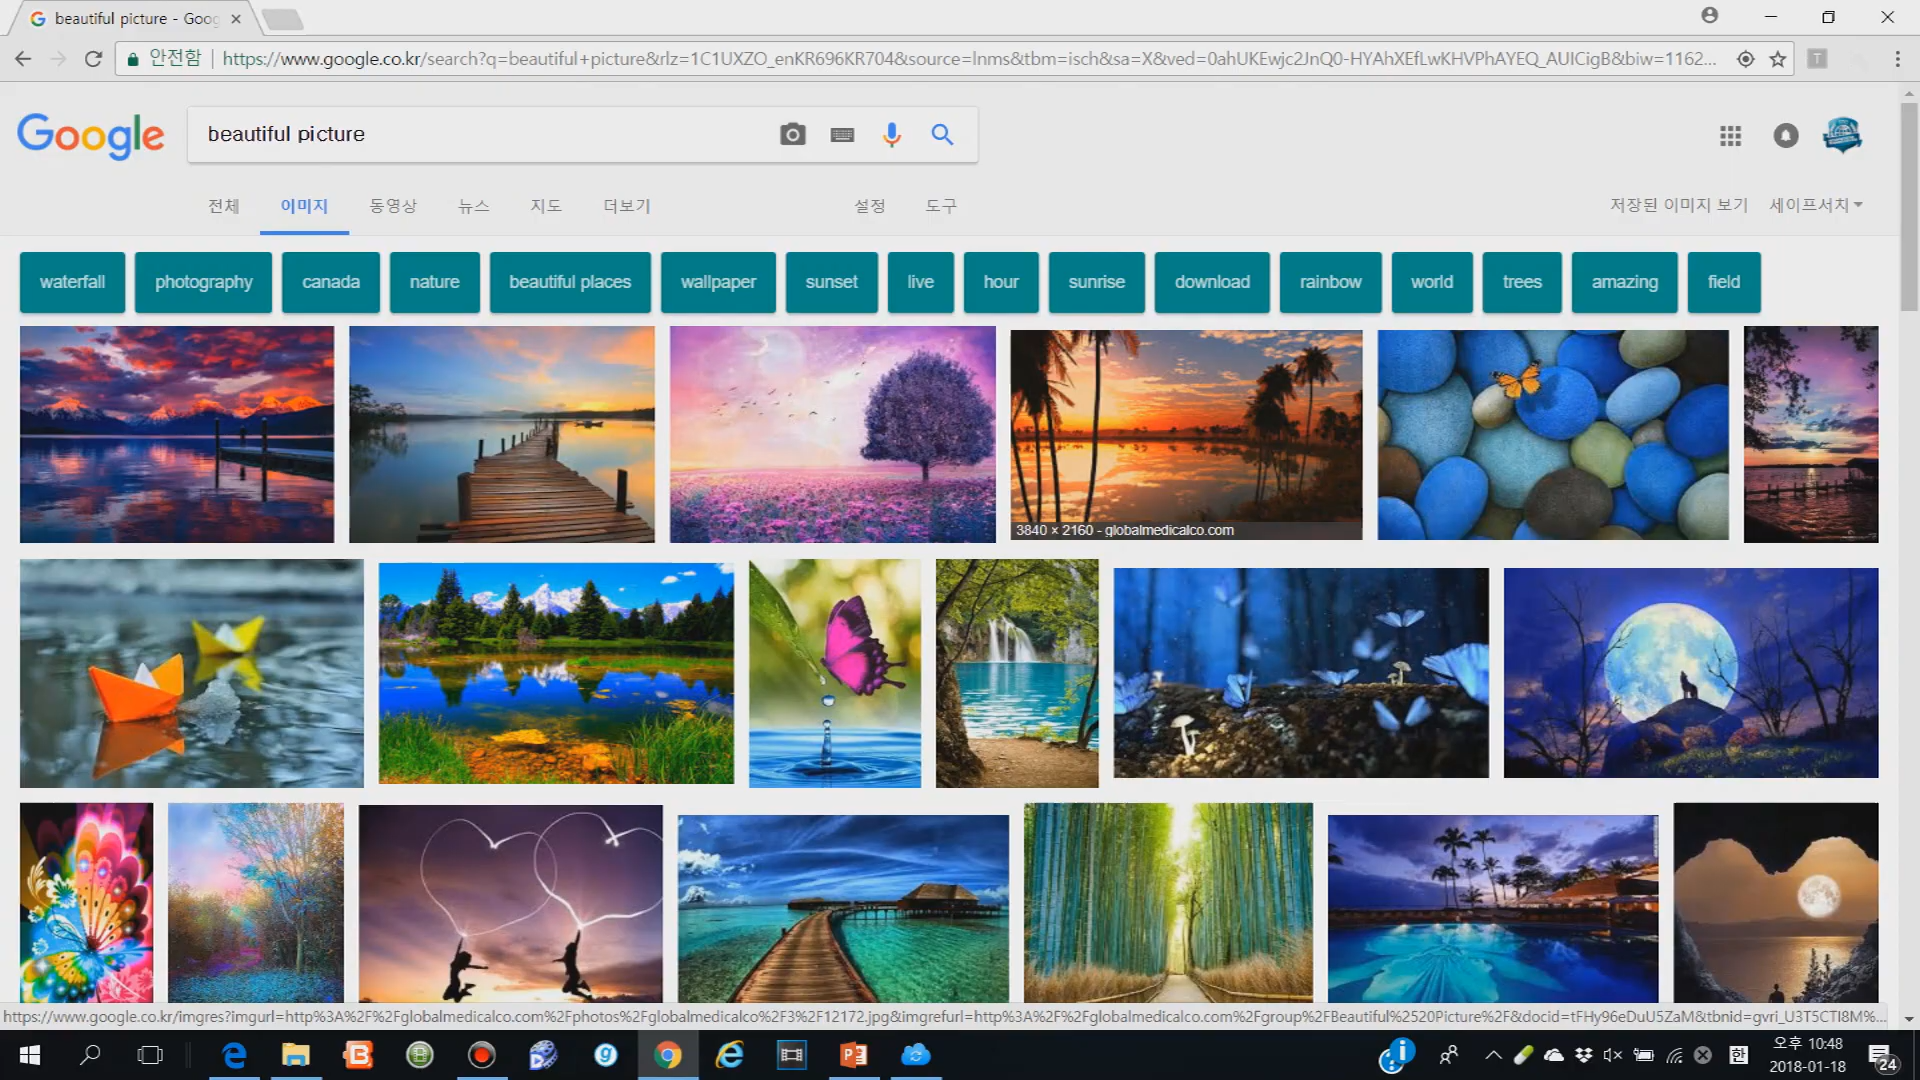 beautiful picture - Goog
안전함
https://www.google.co.kr/search?q=beautiful+picture&rlz=1C1UXZO_enKR696KR704&source=lnms&tbm=isch&sa=X&ved=0ahUKEwjc2JnQ0-HYAhXEfLwKHVPhAYEQ_AUICigB&biw=1162...
Google
beautiful picture
전체 이미지 동영상 뉴스 지도 더보기 설정 도구 저장된 이미지 보기 세이프서치
waterfall photography canada nature beautiful places wallpaper sunset live hour sunrise download rainbow world trees amazing field
3840 × 2160 - globalmedicalco.com
https://www.google.co.kr/imgres?imgurl=http%3A%2F%2Fglobalmedicalco.com%2Fphotos%2Fglobalmedicalco%2F3%2F12172.jpg&imgrefurl=http%3A%2F%2Fglobalmedicalco.com%2Fgroup%2FBeautiful%2520Picture%2F&docid=tFHy96eDuU5ZaM&tbnid=gvri_U3T5CTI8M%...
한
오후 10:48
2018-01-18
24